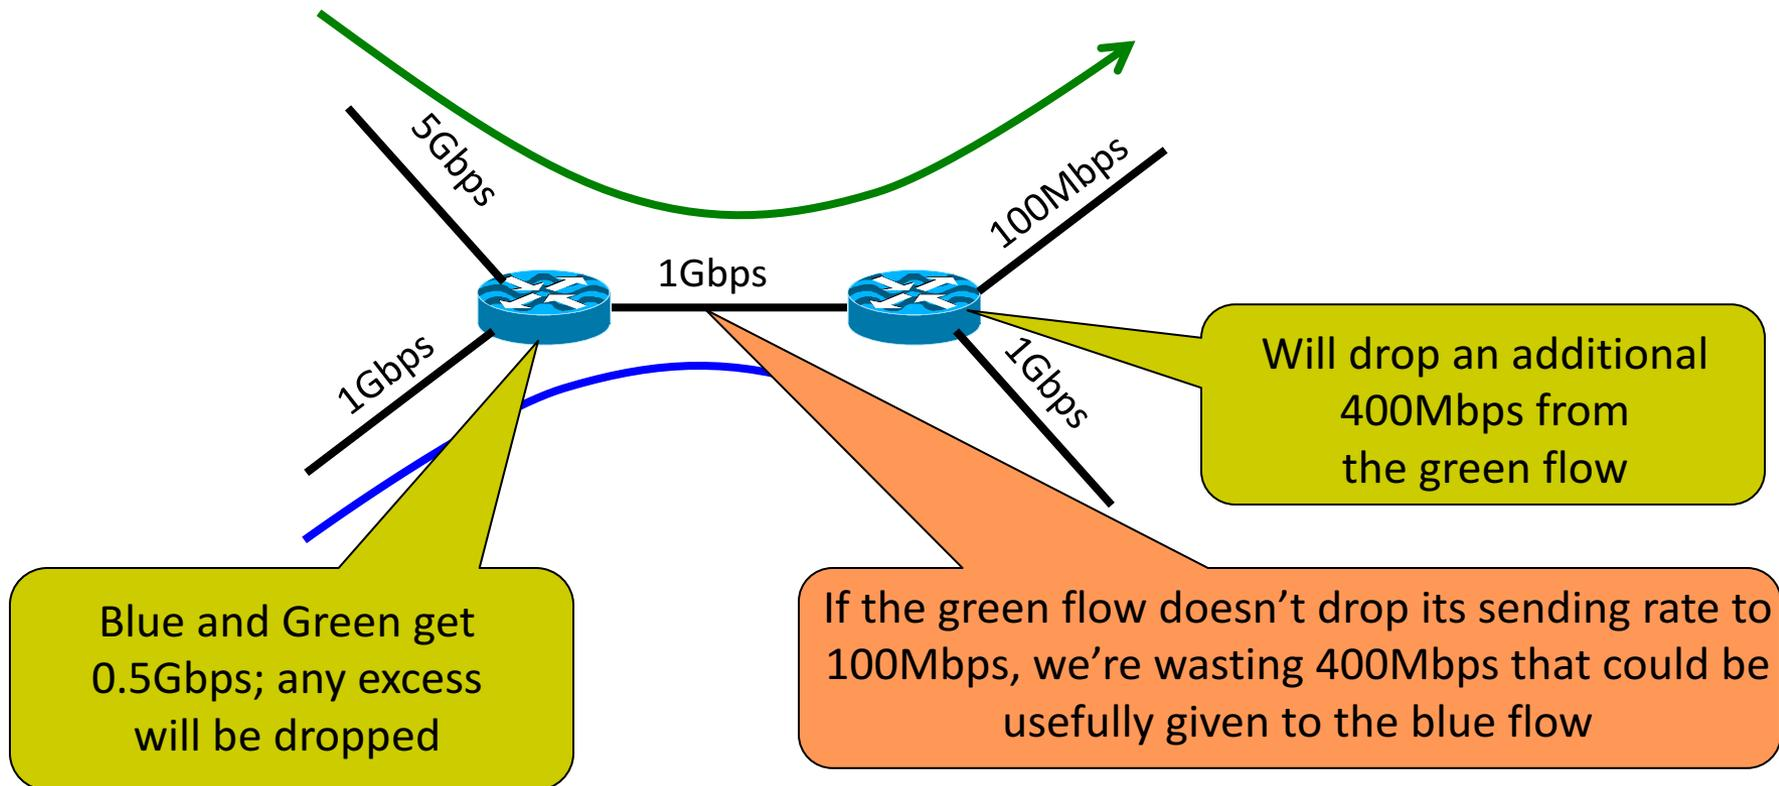 5Gbps
100Mbps
1Gbps
1Gbps
1Gbps
Will drop an additional
400Mbps from
the green flow
Blue and Green get
0.5Gbps; any excess
will be dropped
If the green flow doesn’t drop its sending rate to
100Mbps, we’re wasting 400Mbps that could be
usefully given to the blue flow